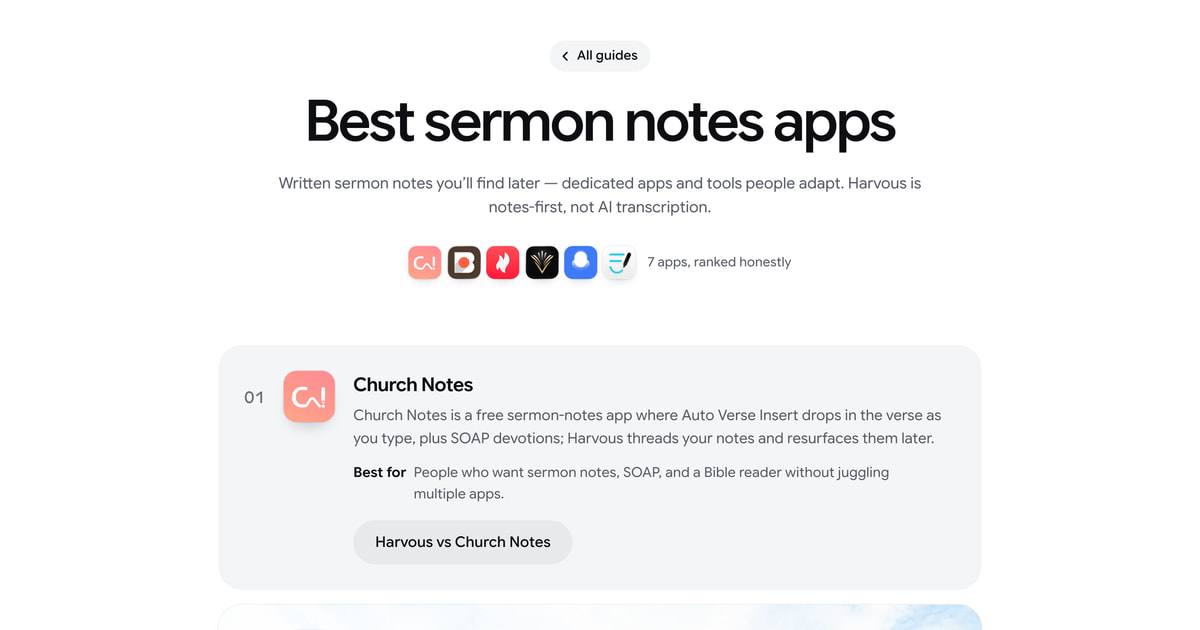 All guides
Best sermon notes apps
Written sermon notes you’ll find later — dedicated apps and tools people adapt. Harvous is
notes-first, not AI transcription.
7 apps, ranked honestly
01
Church Notes
Church Notes is a free sermon-notes app where Auto Verse Insert drops in the verse as
you type, plus SOAP devotions; Harvous threads your notes and resurfaces them later.
Best for People who want sermon notes, SOAP, and a Bible reader without juggling
multiple apps.
Harvous vs Church Notes